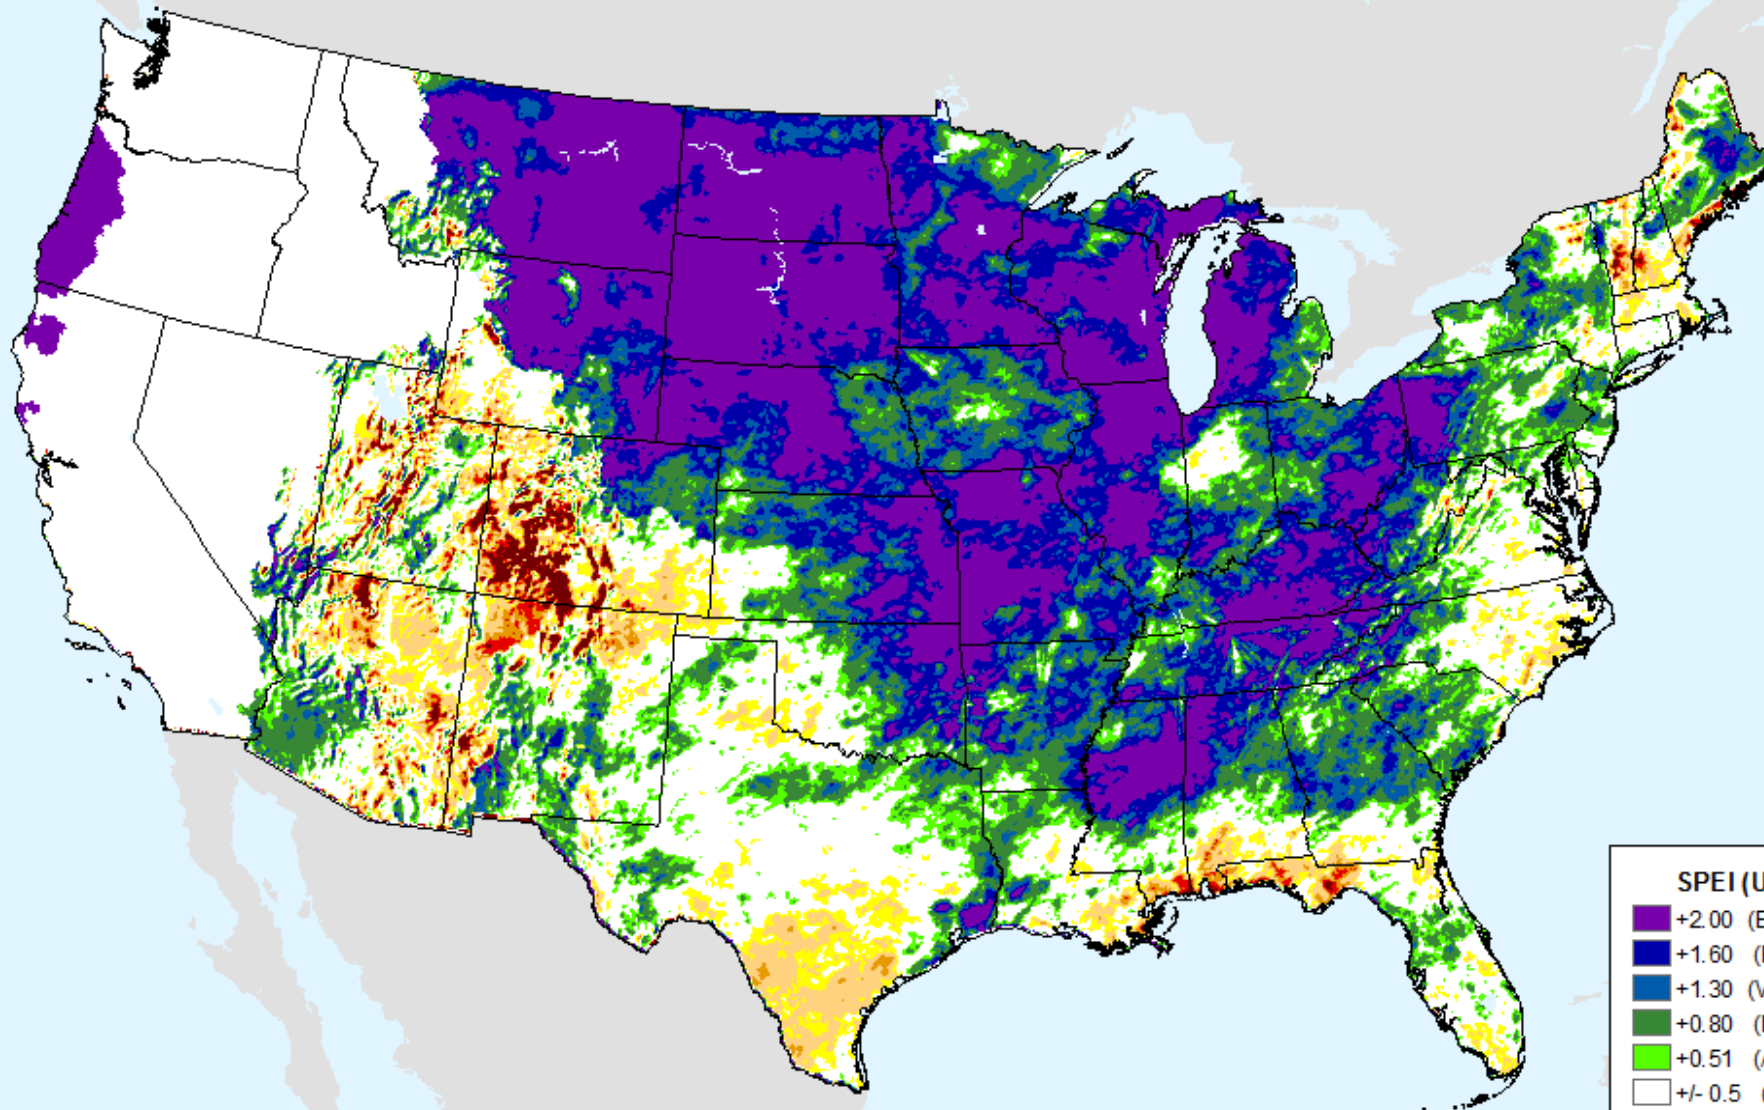 SPEI (U
+2.00 (E
+1.60 (
+1.30 (V
+0.80 (
+0.51 (
+/- 0.5 (